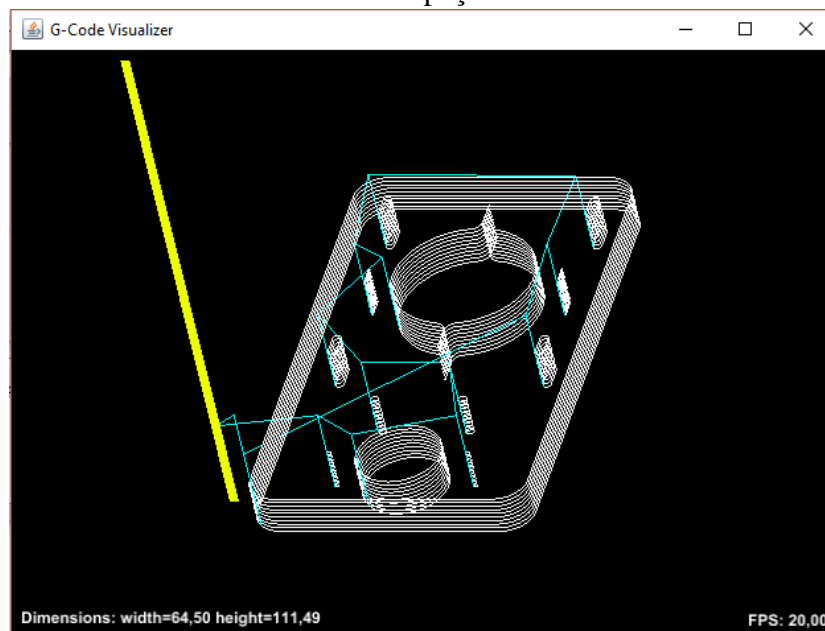 G-Code Visualizer
Dimensions: width=64,50 height=111,49
FPS: 20,00